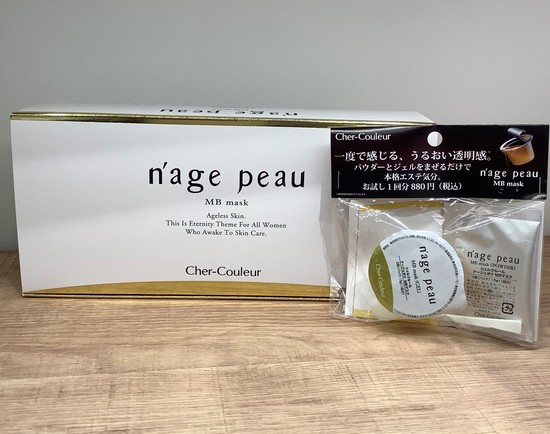 n'age peau
n'age peau
MB mask
Ageless Skin.
This Is Eternity Theme For All Women
Who Awake To Skin Care.
Cher-Couleur
Cher-Couleur
一度で感じる、うるおい透明感。
パウダーとジェルをまぜるだけで
本格エステ気分。
お試し1回分 880円（税込）
n'age peau
MB mask
n'age peau
MB mask (GEL)
Cher-Couleur
n'age peau
MB mask (POWDER)